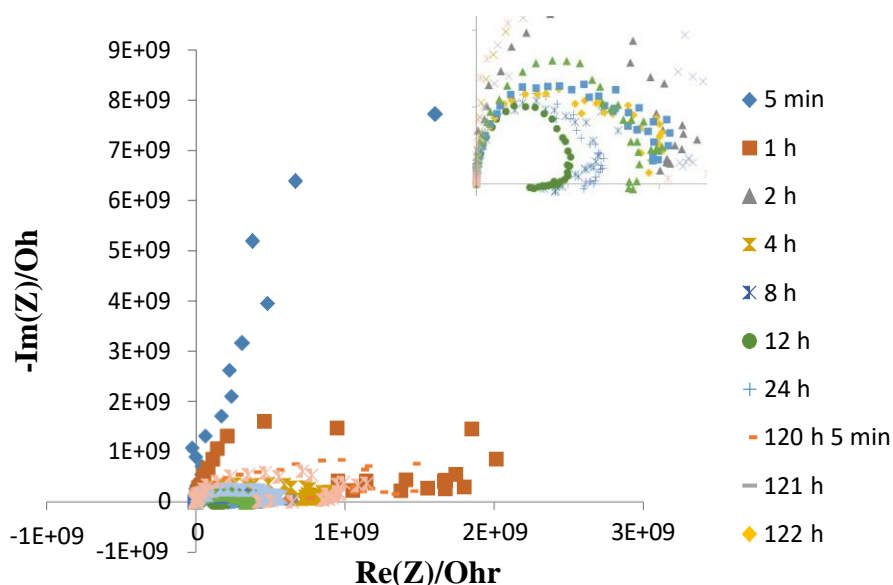 9E+09
8E+09
7E+09
6E+09
5E+09
4E+09
3E+09
2E+09
1E+09
0
-1E+09
-1E+09
0
1E+09
2E+09
3E+09
-Im(Z)/Oh
Re(Z)/Ohr
5 min
1 h
2 h
4 h
8 h
12 h
24 h
120 h 5 min
121 h
122 h